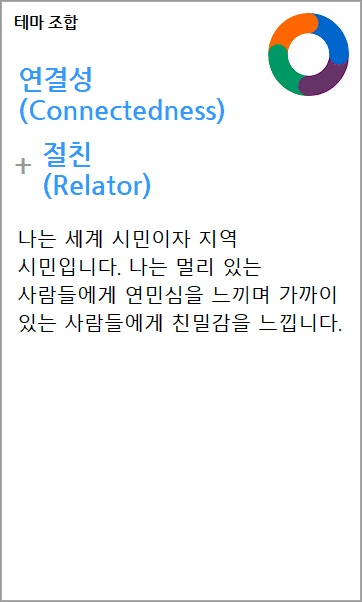 테마 조합
연결성
(Connectedness)
+ 절친
(Relator)
나는 세계 시민이자 지역
시민입니다. 나는 멀리 있는
사람들에게 연민심을 느끼며 가까이
있는 사람들에게 친밀감을 느낍니다.